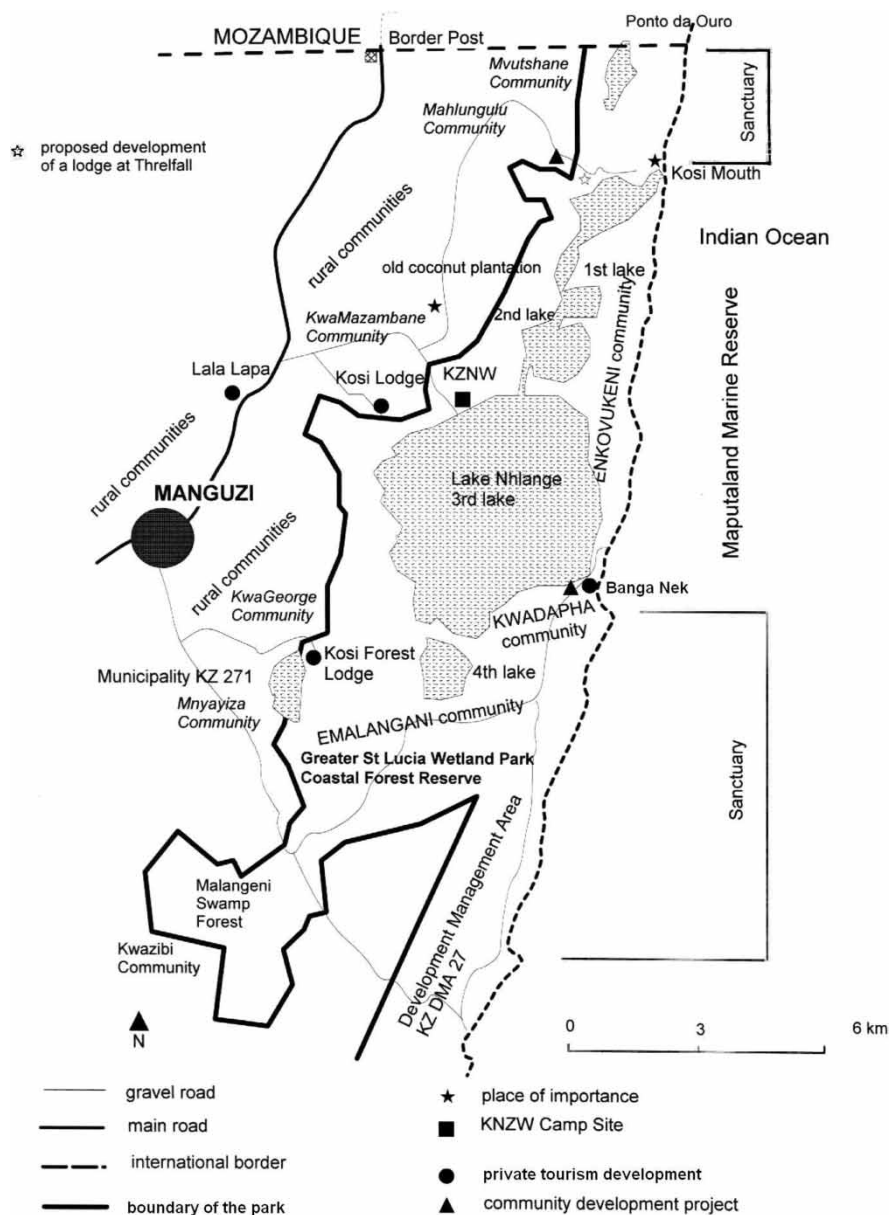 Ponto da Ouro
MOZAMBIQUE
Border Post
Mvutshane
Community
Mahlungulu
Community
Sanctuary
proposed development
of a lodge at Threlfall
Kosi Mouth
Indian Ocean
rural communities
old coconut plantation
1st lake
2nd lake
KwaMazambane
Community
ENKOVUKENI community
Maputaland Marine Reserve
Lala Lapa
Kosi Lodge
KZNW
rural communities
Lake Nhlange
3rd lake
MANGUZI
rural communities
Banga Nek
KwaGeorge
Community
KWADAPHA
community
Kosi Forest
Lodge
4th lake
Municipality KZ 271
Mnyayiza
Community
EMALANGANI community
Greater St Lucia Wetland Park
Coastal Forest Reserve
Sanctuary
Malangeni
Swamp
Forest
Development Management Area
KZ DMA 27
Kwazibi
Community
N
0 3 6 km
gravel road
main road
international border
boundary of the park
place of importance
KNZW Camp Site
private tourism development
community development project